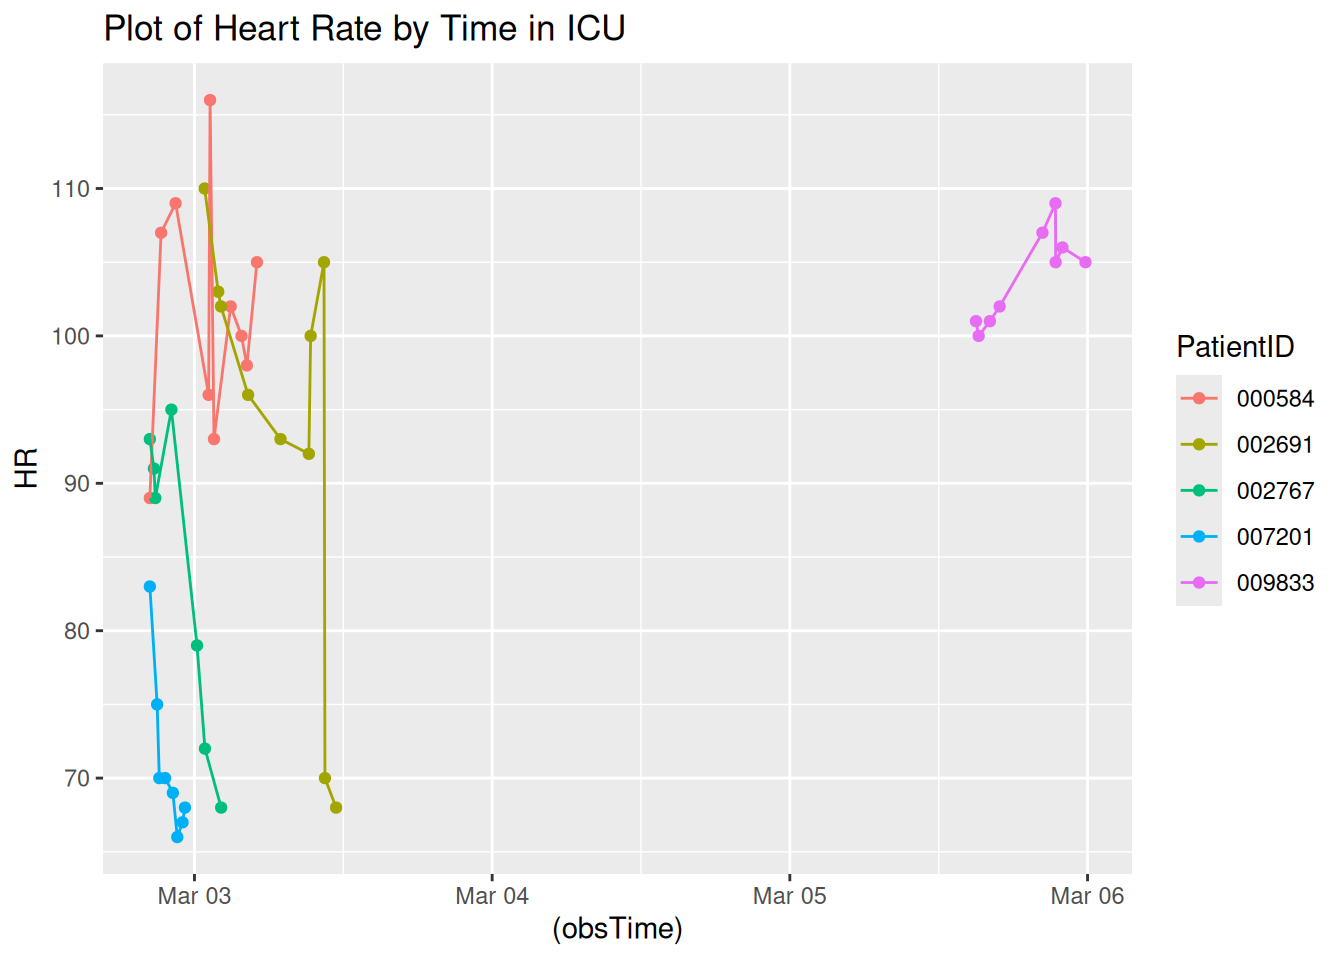 Plot of Heart Rate by Time in ICU
HR
110
100
90
80
70
Mar 03
Mar 04
Mar 05
Mar 06
(obsTime)
PatientID
000584
002691
002767
007201
009833